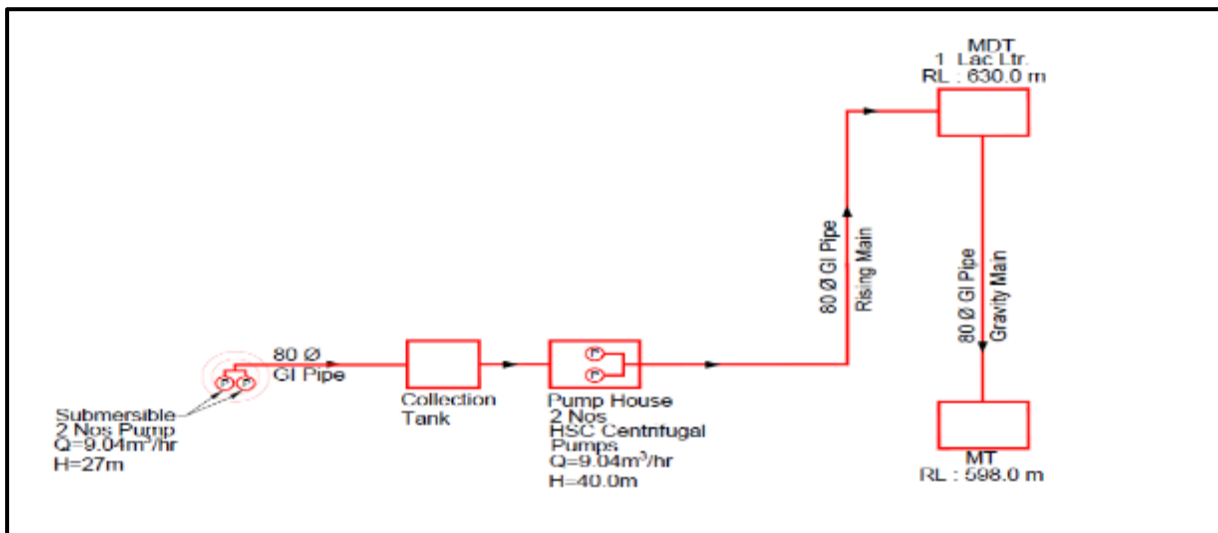 MDT
1 Lac Ltr.
RL : 630.0 m
80 Ø GI Pipe
Rising Main
80 Ø GI Pipe
Gravity Main
80 Ø
GI Pipe
P P
P
P
Submersible
2 Nos Pump
Q=9.04m³/hr
H=27m
Collection
Tank
Pump House
2 Nos
HSC Centrifugal
Pumps
Q=9.04m³/hr
H=40.0m
MT
RL : 598.0 m